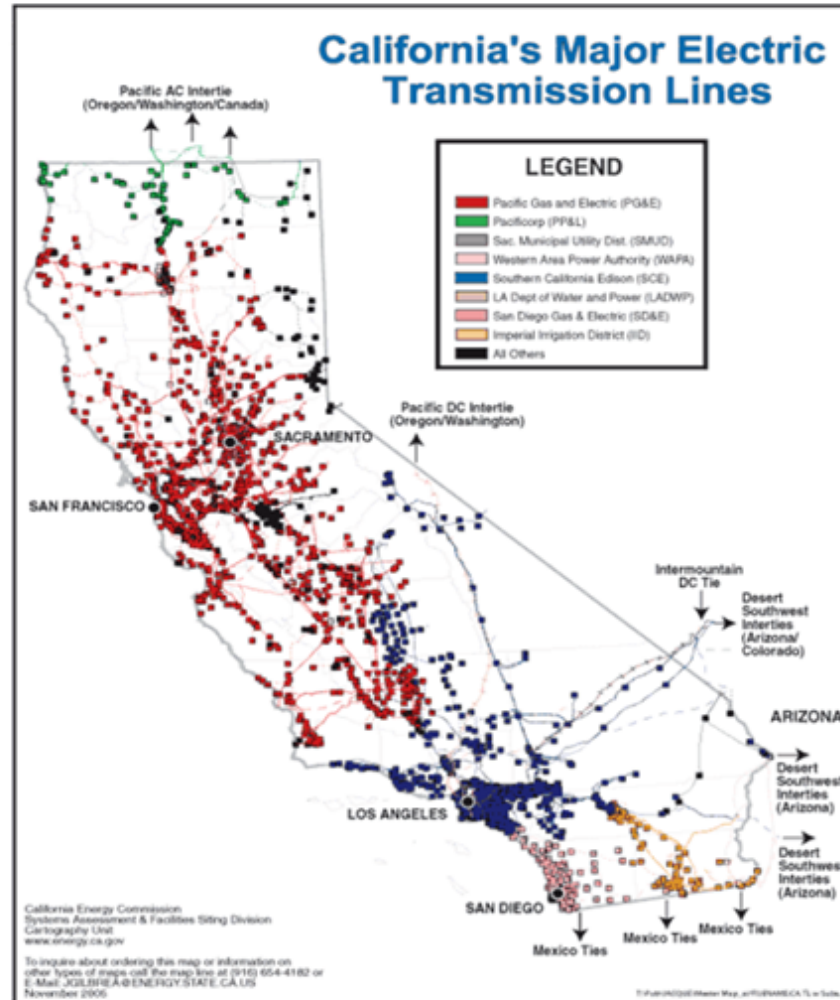 California's Major Electric
Transmission Lines
Pacific AC Intertie
(Oregon/Washington/Canada)
LEGEND
Pacific Gas and Electric (PG&E)
Pacificorp (PP&L)
Sac. Municipal Utility Dist. (SMUD)
Western Area Power Authority (WAPA)
Southern California Edison (SCE)
LA Dept of Water and Power (LADWP)
San Diego Gas & Electric (SD&E)
Imperial Irrigation District (IID)
All Others
Pacific DC Intertie
(Oregon/Washington)
SACRAMENTO
SAN FRANCISCO
Intermountain
DC Tie
Desert
Southwest
Interties
(Arizona/
Colorado)
ARIZONA
Desert
Southwest
Interties
(Arizona)
LOS ANGELES
Desert
Southwest
Interties
(Arizona)
SAN DIEGO
Mexico Ties
Mexico Ties
Mexico Ties
California Energy Commission
Systems Assessment & Facilities Siting Division
Cartography Unit
www.energy.ca.gov
To inquire about ordering this map or information on
other types of maps call the map line at (916) 654-4182 or
E-Mail: JGILBREA@ENERGY.STATE.CA.US
November 2005